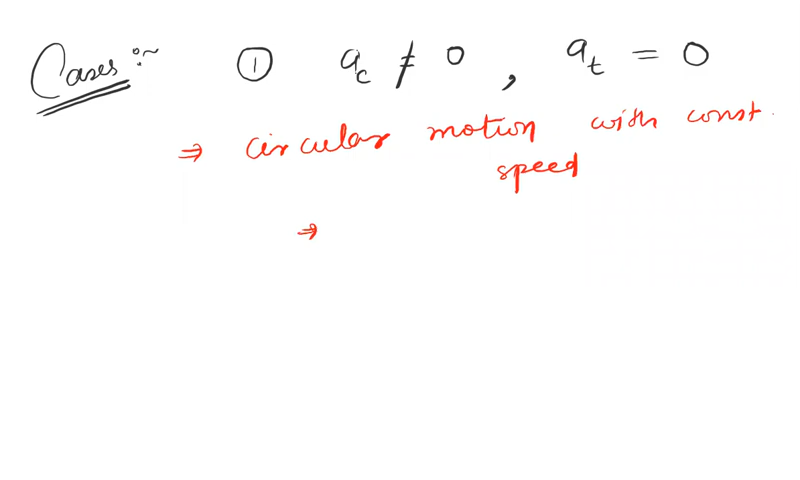 Cases :~ ① a_c ≠ 0 , a_t = 0
⇒ circular motion with const.
speed
⇒